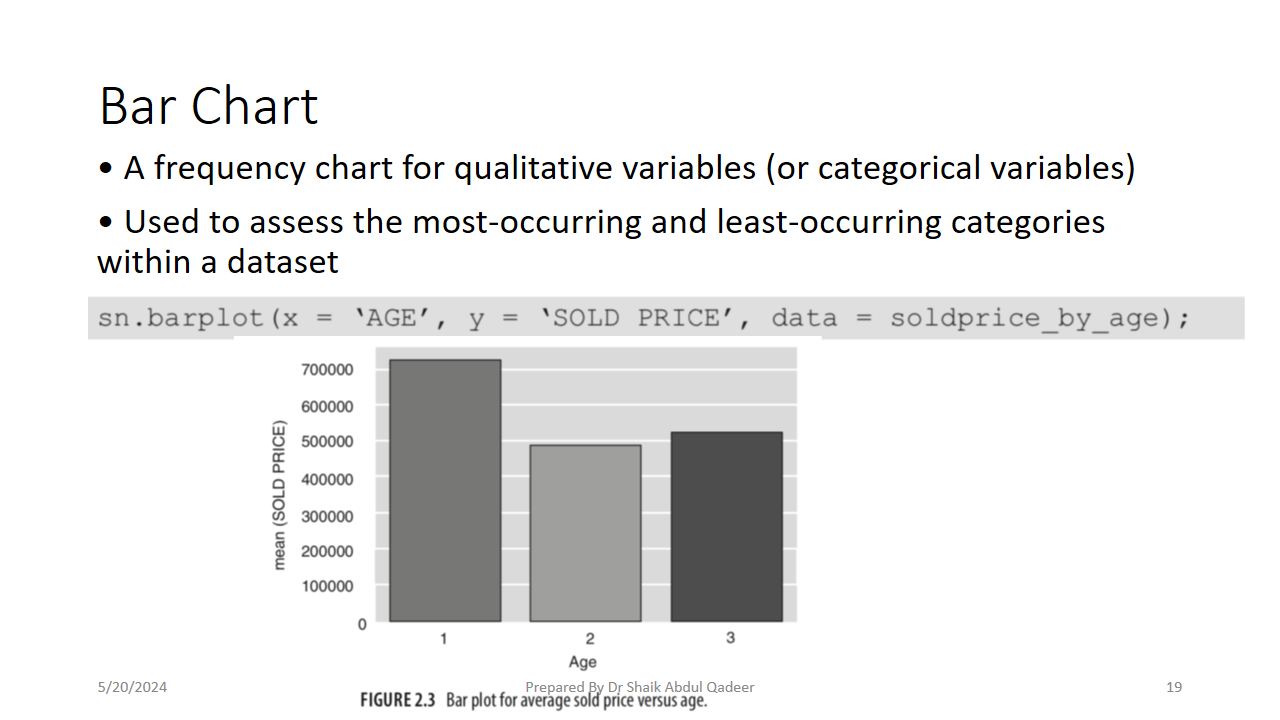 Bar Chart
• A frequency chart for qualitative variables (or categorical variables)
• Used to assess the most-occurring and least-occurring categories
within a dataset
sn.barplot(x = ‘AGE’, y = ‘SOLD PRICE’, data = soldprice_by_age);
mean (SOLD PRICE)
700000
600000
500000
400000
300000
200000
100000
0
1 2 3
Age
5/20/2024
Prepared By Dr Shaik Abdul Qadeer
19
FIGURE 2.3 Bar plot for average sold price versus age.